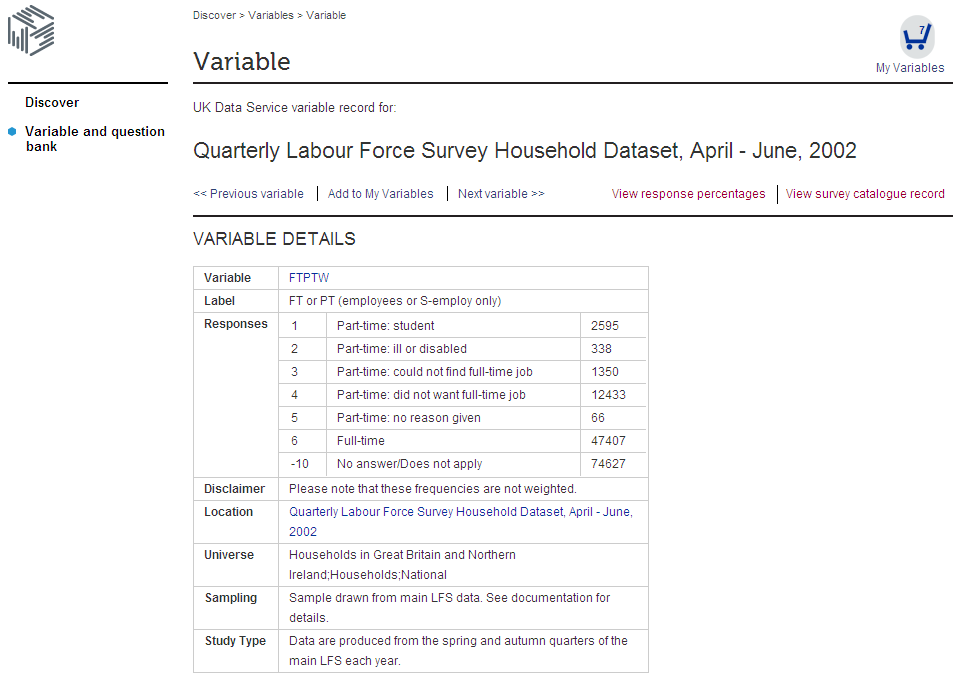 Discover > Variables > Variable
Variable
7
My Variables
Discover
Variable and question
bank
UK Data Service variable record for:
Quarterly Labour Force Survey Household Dataset, April - June, 2002
<< Previous variable | Add to My Variables | Next variable >> View response percentages | View survey catalogue record
VARIABLE DETAILS
Variable FTPTW
Label FT or PT (employees or S-employ only)
Responses 1 Part-time: student 2595
2 Part-time: ill or disabled 338
3 Part-time: could not find full-time job 1350
4 Part-time: did not want full-time job 12433
5 Part-time: no reason given 66
6 Full-time 47407
-10 No answer/Does not apply 74627
Disclaimer Please note that these frequencies are not weighted.
Location Quarterly Labour Force Survey Household Dataset, April - June,
2002
Universe Households in Great Britain and Northern
Ireland;Households;National
Sampling Sample drawn from main LFS data. See documentation for
details.
Study Type Data are produced from the spring and autumn quarters of the
main LFS each year.